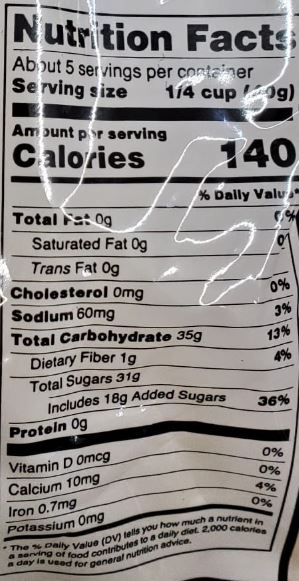 Nutrition Facts
About 5 servings per container
Serving size 1/4 cup (40g)
Amount per serving
Calories 140
% Daily Value
Total Fat 0g 0%
Saturated Fat 0g 0
Trans Fat 0g
Cholesterol 0mg 0%
Sodium 60mg 3%
Total Carbohydrate 35g 13%
Dietary Fiber 1g 4%
Total Sugars 31g
Includes 18g Added Sugars 36%
Protein 0g
Vitamin D 0mcg 0%
Calcium 10mg 0%
Iron 0.7mg 4%
Potassium 0mg 0%
* The % Daily Value (DV) tells you how much a nutrient in
a serving of food contributes to a daily diet. 2,000 calories
a day is used for general nutrition advice.